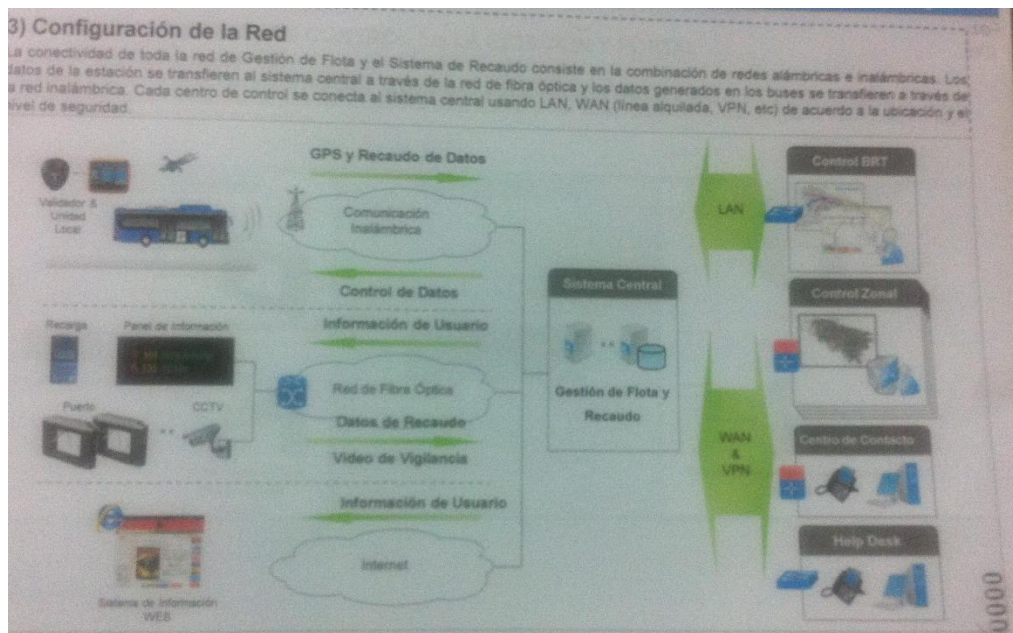 3) Configuración de la Red
La conectividad de toda la red de Gestión de Flota y el Sistema de Recaudo consiste en la combinación de redes alámbricas e inalámbricas. Los
datos de la estación se transfieren al sistema central a través de la red de fibra óptica y los datos generados en los buses se transfieren a través de
a red inalámbrica. Cada centro de control se conecta al sistema central usando LAN, WAN (línea alquilada, VPN, etc) de acuerdo a la ubicación y el
nivel de seguridad.
GPS y Recaudo de Datos
Validador &
Unidad
Local
Comunicación
Inalámbrica
Control de Datos
LAN
Control BRT
Sistema Central
Gestión de Flota y
Recaudo
Control Zonal
Información de Usuario
Recarga
Panel de Información
Red de Fibra Óptica
Puerto
CCTV
Datos de Recaudo
Video de Vigilancia
WAN
&
VPN
Centro de Contacto
Información de Usuario
Internet
Sistema de Información
WEB
Help Desk
0000